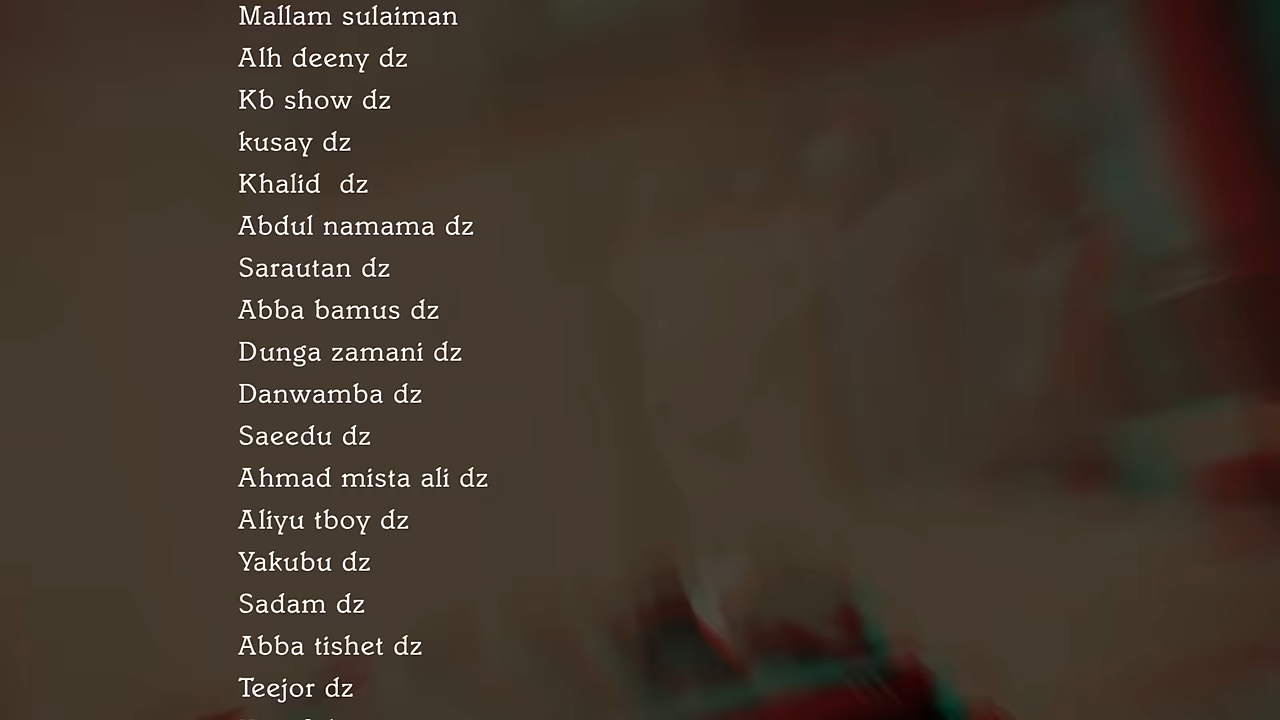 Mallam sulaiman
Alh deeny dz
Kb show dz
kusay dz
Khalid  dz
Abdul namama dz
Sarautan dz
Abba bamus dz
Dunga zamani dz
Danwamba dz
Saeedu dz
Ahmad mista ali dz
Aliyu tboy dz
Yakubu dz
Sadam dz
Abba tishet dz
Teejor dz